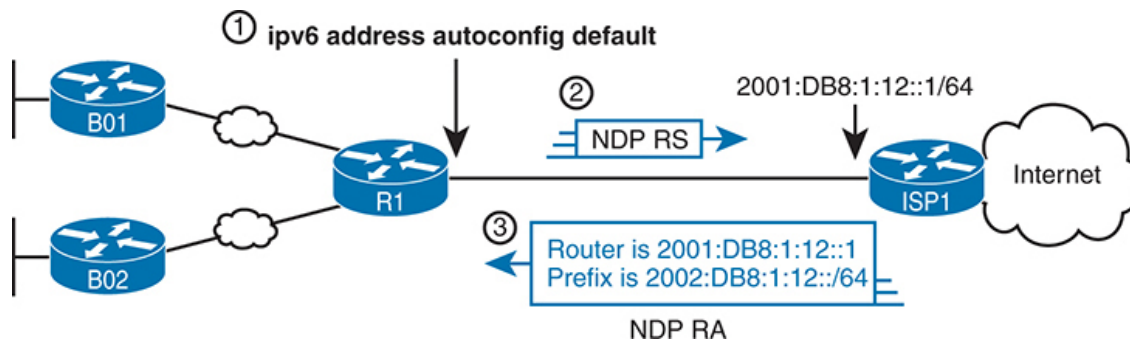 ① ipv6 address autoconfig default
② 
NDP RS
2001:DB8:1:12::1/64
B01
R1
ISP1
Internet
③
Router is 2001:DB8:1:12::1
Prefix is 2002:DB8:1:12::/64
B02
NDP RA